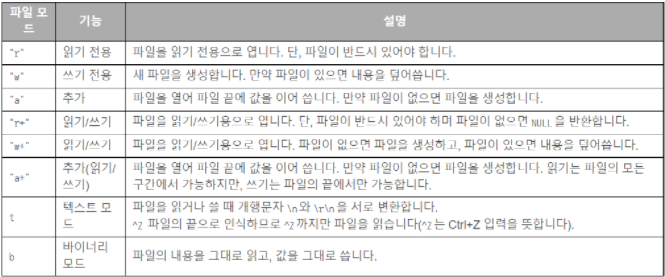 파일 모드 기능 설명
"r" 읽기 전용 파일을 읽기 전용으로 엽니다. 단, 파일이 반드시 있어야 합니다.
"w" 쓰기 전용 새 파일을 생성합니다. 만약 파일이 있으면 내용을 덮어씁니다.
"a" 추가 파일을 열어 파일 끝에 값을 이어 씁니다. 만약 파일이 없으면 파일을 생성합니다.
"r+" 읽기/쓰기 파일을 읽기/쓰기용으로 엽니다. 단, 파일이 반드시 있어야 하며 파일이 없으면 NULL을 반환합니다.
"w+" 읽기/쓰기 파일을 읽기/쓰기용으로 엽니다. 파일이 없으면 파일을 생성하고, 파일이 있으면 내용을 덮어씁니다.
"a+" 추가(읽기/쓰기) 파일을 열어 파일 끝에 값을 이어 씁니다. 만약 파일이 없으면 파일을 생성합니다. 읽기는 파일의 모든
구간에서 가능하지만, 쓰기는 파일의 끝에서만 가능합니다.
t 텍스트 모드 파일을 읽거나 쓸 때 개행문자 \n와 \r\n을 서로 변환합니다.
^Z 파일의 끝으로 인식하므로 ^Z까지만 파일을 읽습니다(^Z는 Ctrl+Z 입력을 뜻합니다).
b 바이너리 모드 파일의 내용을 그대로 읽고, 값을 그대로 씁니다.